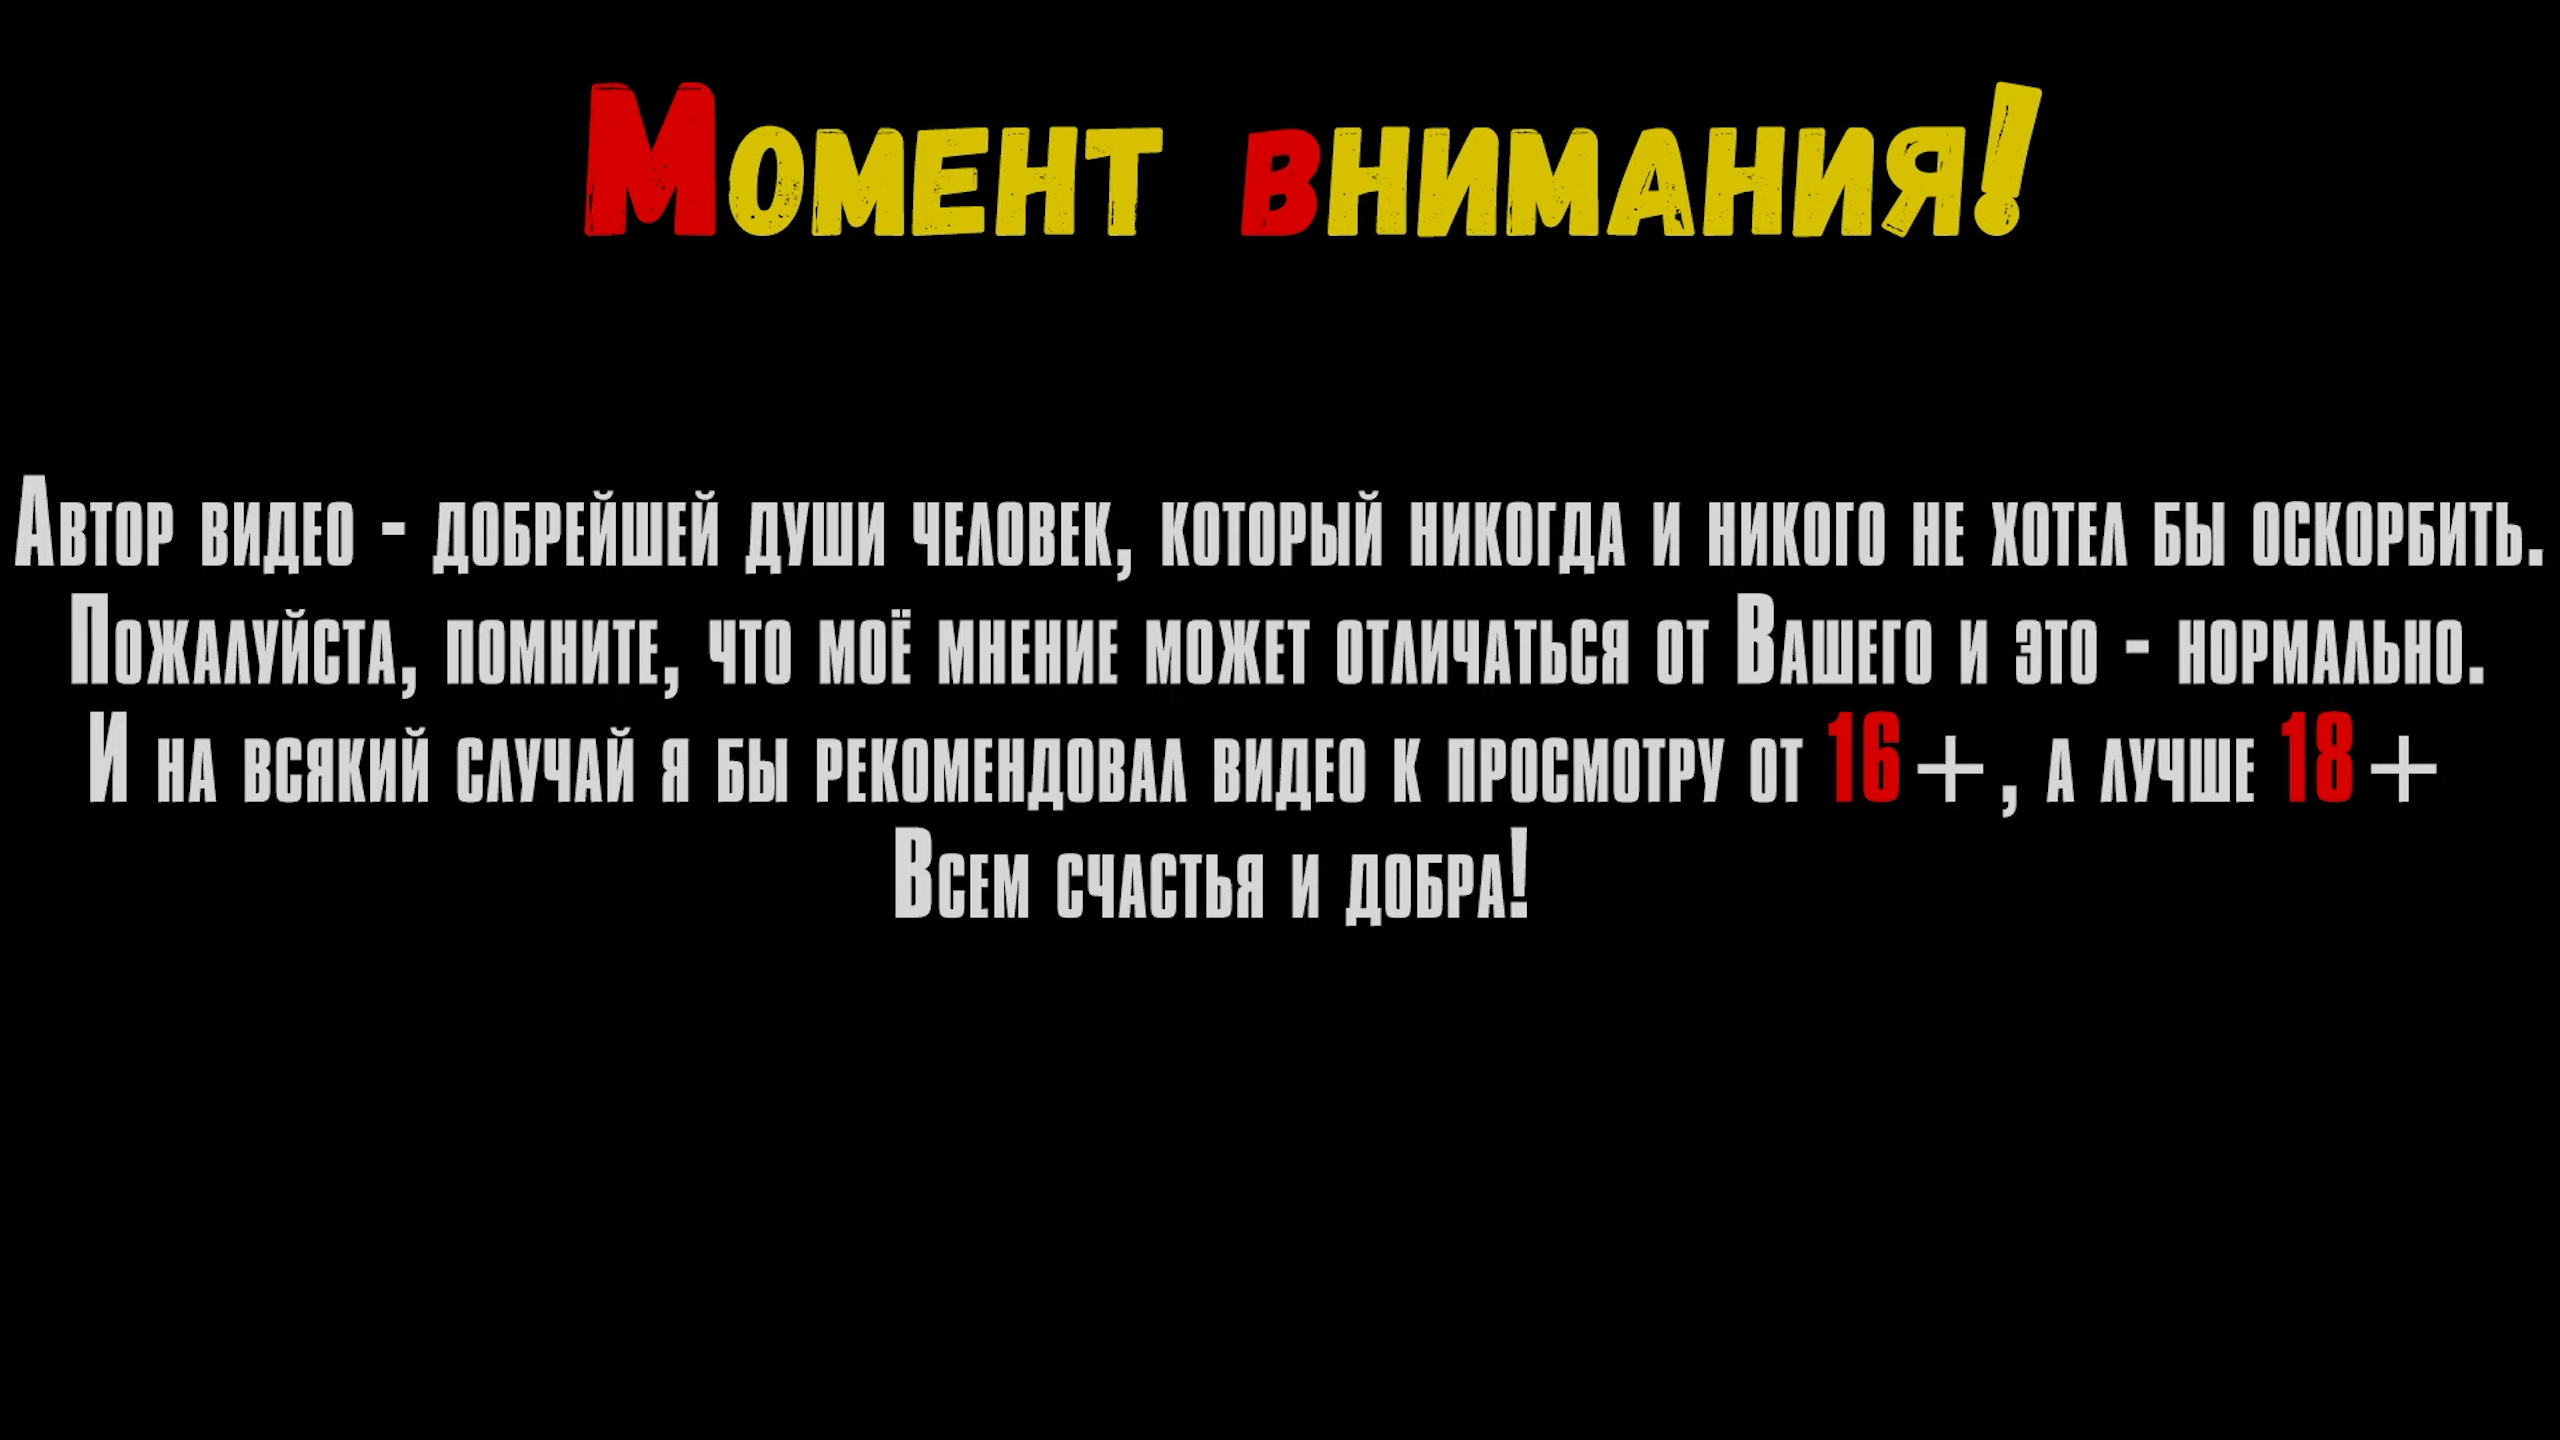 Момент внимания!
Автор видео - добрейшей души человек, который никогда и никого не хотел бы оскорбить.
Пожалуйста, помните, что моё мнение может отличаться от Вашего и это - нормально.
И на всякий случай я бы рекомендовал видео к просмотру от 16+, а лучше 18+
Всем счастья и добра!